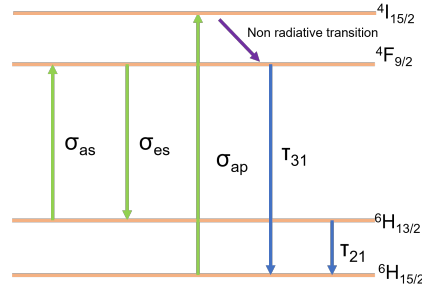 ⁴I₁₅/₂
Non radiative transition
⁴F₉/₂
σas
σes
σap
τ31
⁶H₁₃/₂
τ21
⁶H₁₅/₂